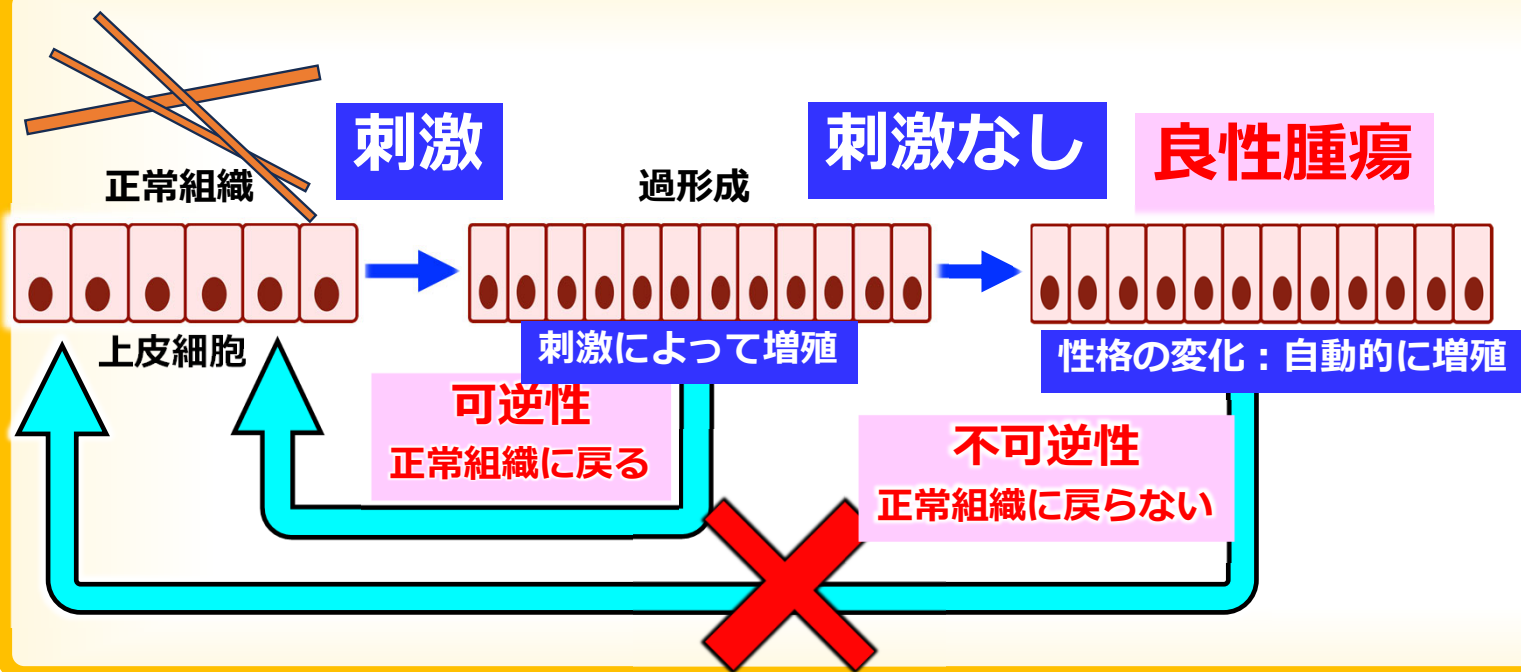 刺激
刺激なし
良性腫瘍
正常組織
過形成
上皮細胞
刺激によって増殖
性格の変化：自動的に増殖
可逆性
正常組織に戻る
不可逆性
正常組織に戻らない